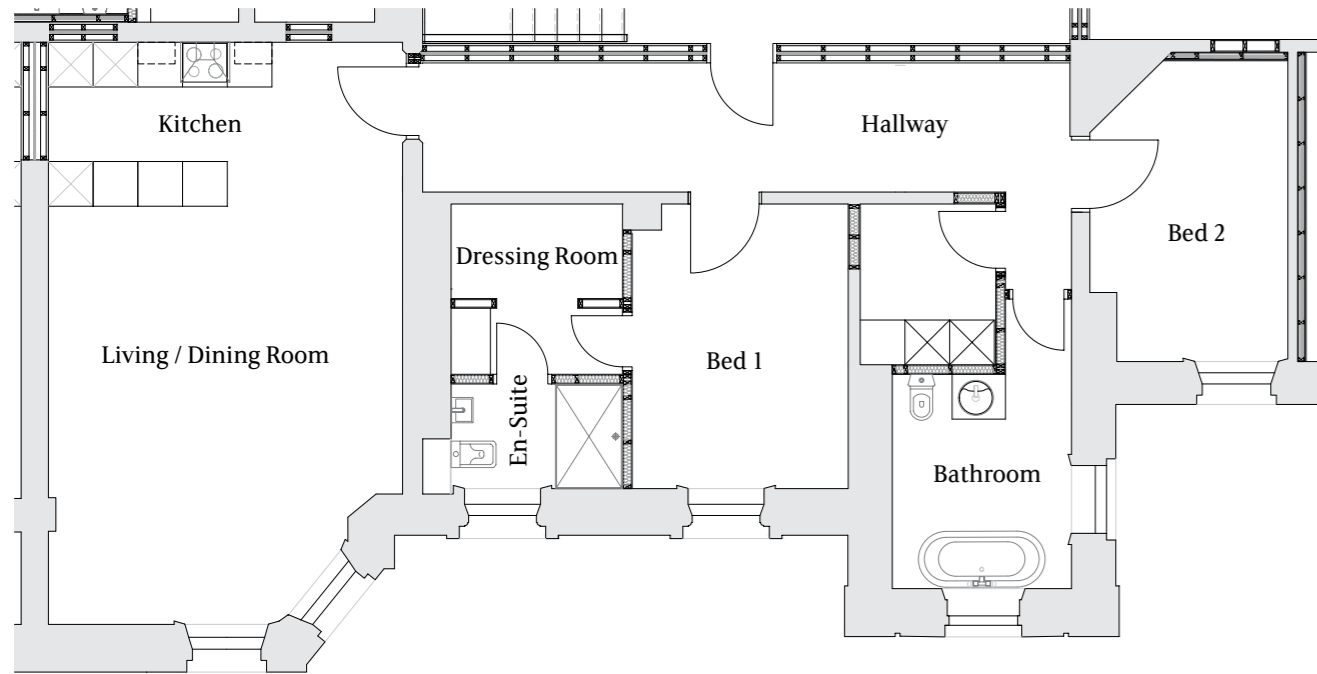 Kitchen
Hallway
Bed 2
Dressing Room
Living / Dining Room
Bed 1
En-Suite
Bathroom